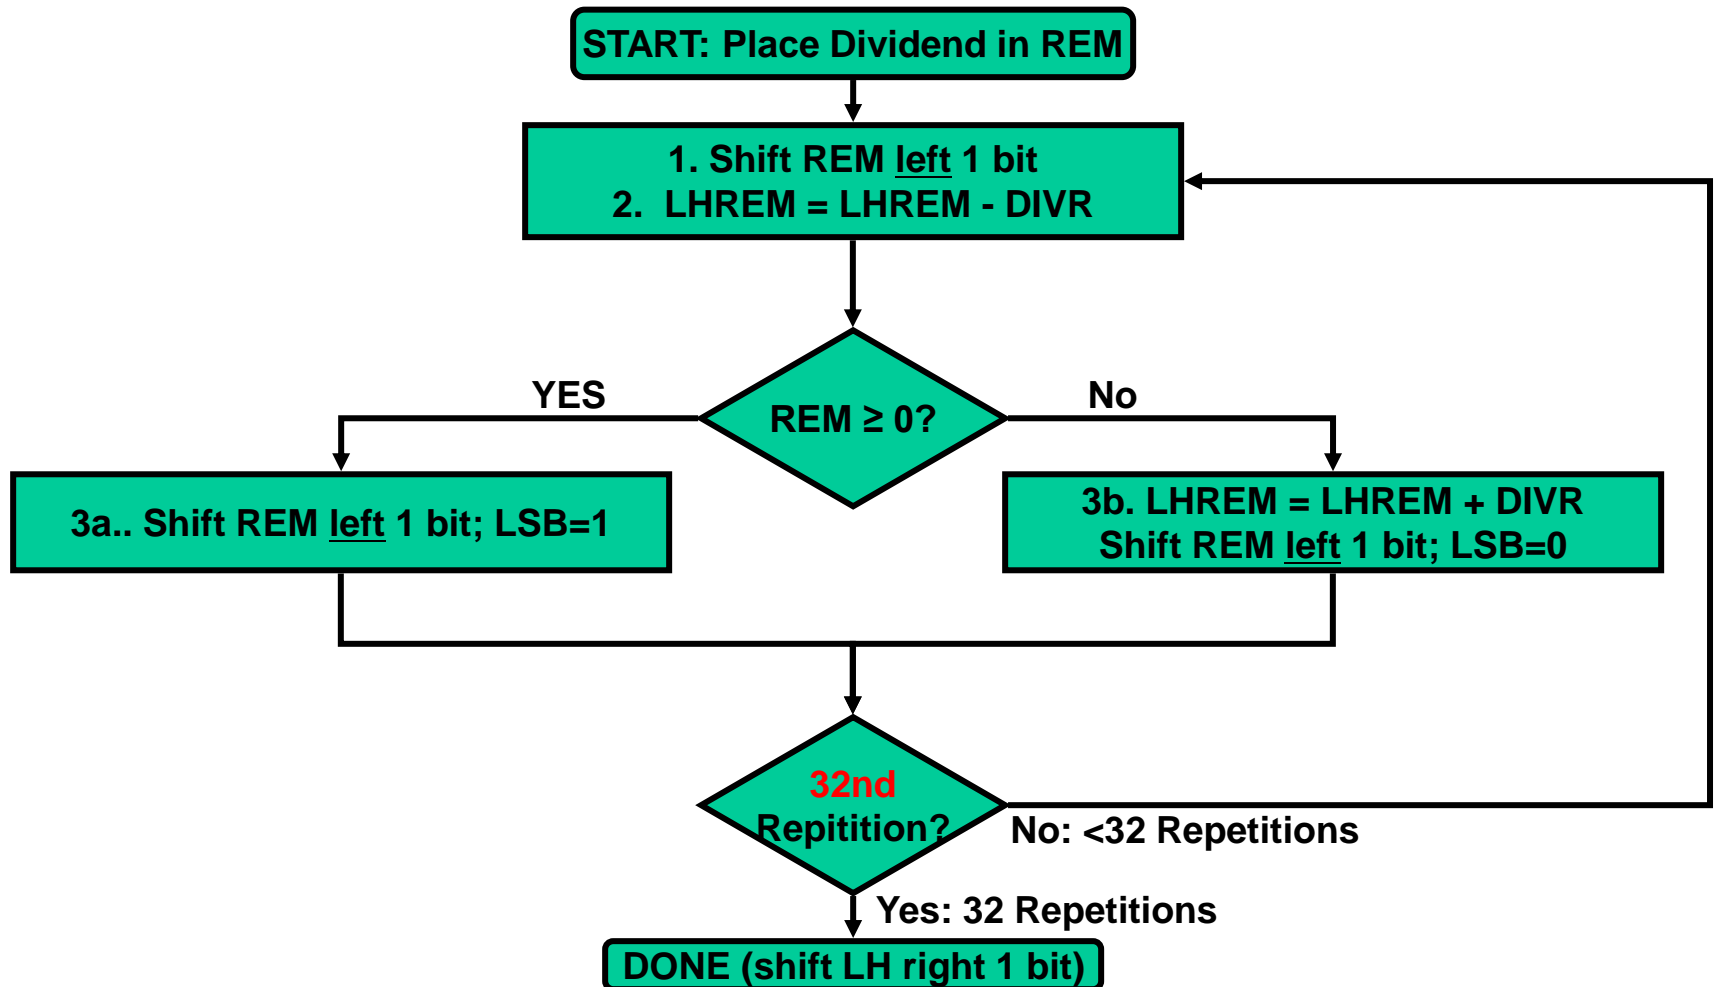 START: Place Dividend in REM
1. Shift REM left 1 bit
2. LHREM = LHREM - DIVR
REM ≥ 0?
YES
No
3a.. Shift REM left 1 bit; LSB=1
3b. LHREM = LHREM + DIVR
Shift REM left 1 bit; LSB=0
32nd
Repitition?
No: <32 Repetitions
Yes: 32 Repetitions
DONE (shift LH right 1 bit)